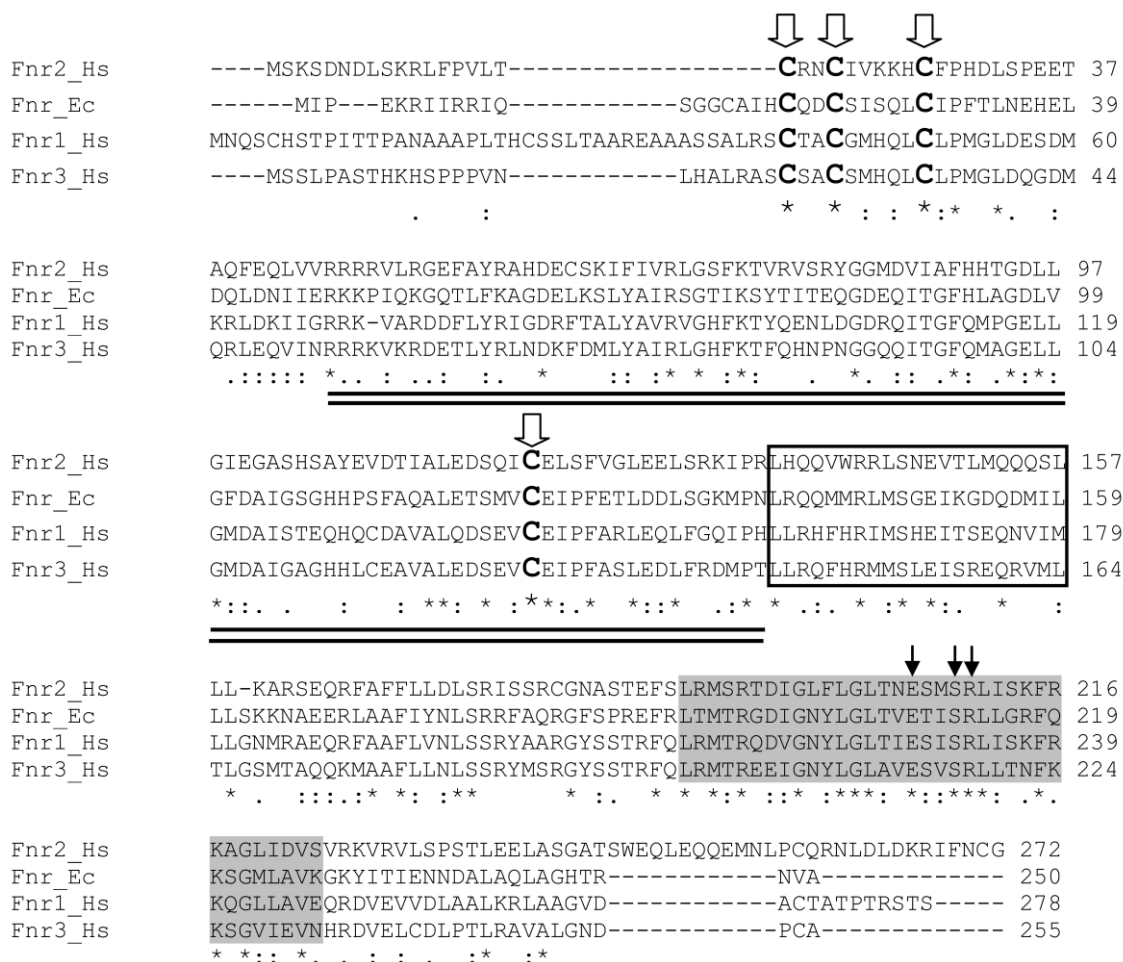 Fnr2_Hs ----MSKSDNDLSKRLFPVLT-------------------CRNCIVKKHCFPHDLSPEET 37
Fnr_Ec ------MIP---EKRIIRRIQ------------SGGCAIHCQDCSISQLCIPFTLNEHEL 39
Fnr1_Hs MNQSCHSTPITTPANAAAPLTHCSSLTAAREAAASSALRSCTACGMHQLCLPMGLDESDM 60
Fnr3_Hs ----MSSLPASTHKHSPPPVN------------LHALRASCSACSMHQLCLPMGLDQGDM 44
. : * * : : *:* *. :
Fnr2_Hs AQFEQLVVRRRRVLRGEFAYRAHDECSKIFIVRLGSFKTVRVSRYGGMDVIAFHHTGDLL 97
Fnr_Ec DQLDNIIERKKPIQKGQTLFKAGDELKSLYAIRSGTIKSYTITEQGDEQITGFHLAGDLV 99
Fnr1_Hs KRLDKIIGRRK-VARDDFLYRIGDRFTALYAVRVGHFKTYQENLDGDRQITGFQMPGELL 119
Fnr3_Hs QRLEQVINRRRKVKRDETLYRLNDKFDMLYAIRLGHFKTFQHNPNGGQQITGFQMAGELL 104
.::::: *.. : ..: :. * :: :* * :*: . *. :: .*: .*:*:
Fnr2_Hs GIEGASHSAYEVDTIALEDSQICELSFVGLEELSRKIPRLHQQVWRRLSNEVTLMQQQSL 157
Fnr_Ec GFDAIGSGHHPSFAQALETSMVCEIPFETLDDLSGKMPNLRQQMMRLMSGEIKGDQDMIL 159
Fnr1_Hs GMDAISTEQHQCDAVALQDSEVCEIPFARLEQLFGQIPHLLRHFHRIMSHEITSEQNVIM 179
Fnr3_Hs GMDAIGAGHHLCEAVALEDSEVCEIPFASLEDLFRDMPTLLRQFHRMMSLEISREQRVML 164
*::. . : : **: * :**:.* *::* .:* * :. * :* *:. * :
Fnr2_Hs LL-KARSEQRFAFFLLDLSRISSRCGNASTEFSLRMSRTDIGLFLGLTNESMSRLISKFR 216
Fnr_Ec LLSKKNAEERLAAFIYNLSRRFAQRGFSPREFRLTMTRGDIGNYLGLTVETISRLLGRFQ 219
Fnr1_Hs LLGNMRAEQRFAAFLVNLSSRYAARGYSSTRFQLRMTRQDVGNYLGLTIESISRLISKFR 239
Fnr3_Hs TLGSMTAQQKMAAFLLNLSSRYMSRGYSSTRFQLRMTREEIGNYLGLAVESVSRLLTNFK 224
* . :::.:* *: :** * :. .* * *:* ::* :***: *::***: .*.
Fnr2_Hs KAGLIDVSVRKVRVLSPSTLEELASGATSWEQLEQQEMNLPCQRNLDLDKRIFNCG 272
Fnr_Ec KSGMLAVKGKYITIENNDALAQLAGHTR------------NVA------------- 250
Fnr1_Hs KQGLLAVEQRDVEVVDLAALKRLAAGVD------------ACTATPTRSTS----- 278
Fnr3_Hs KSGVIEVNHRDVELCDLPTLRAVALGND------------PCA------------- 255
* *:: *. . : : . :* :*